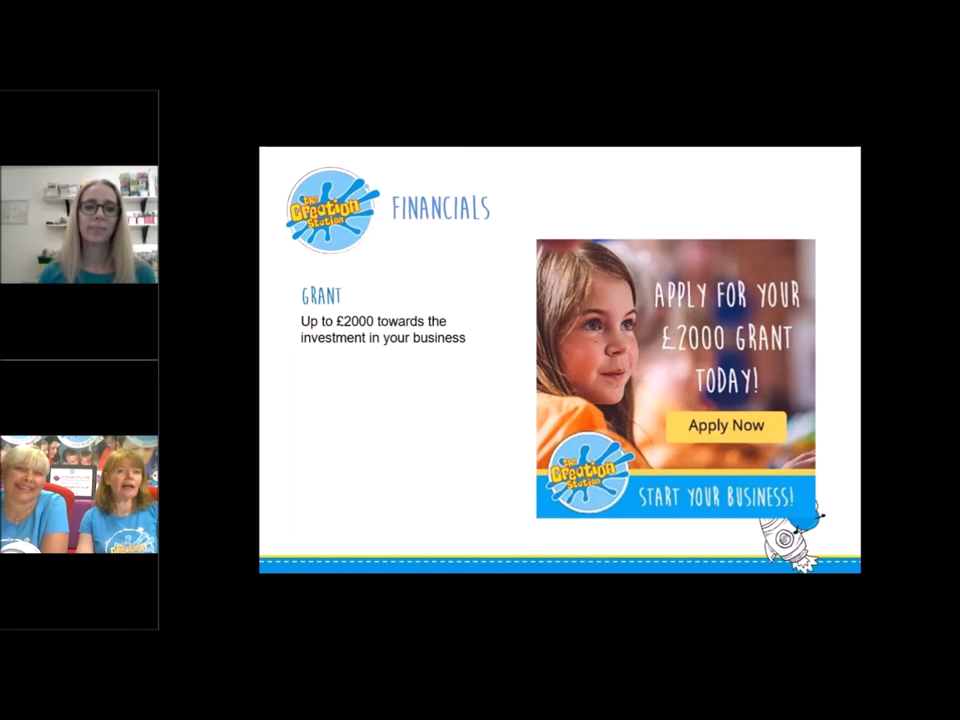 The
Creation
Station
FINANCIALS
GRANT
Up to £2000 towards the
investment in your business
APPLY FOR YOUR
£2000 GRANT
TODAY!
Apply Now
The
Creation
Station
START YOUR BUSINESS!